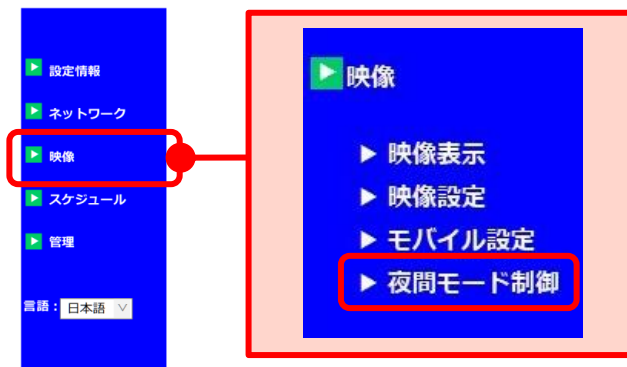 設定情報
ネットワーク
映像
スケジュール
管理
言語：日本語
映像
映像表示
映像設定
モバイル設定
夜間モード制御